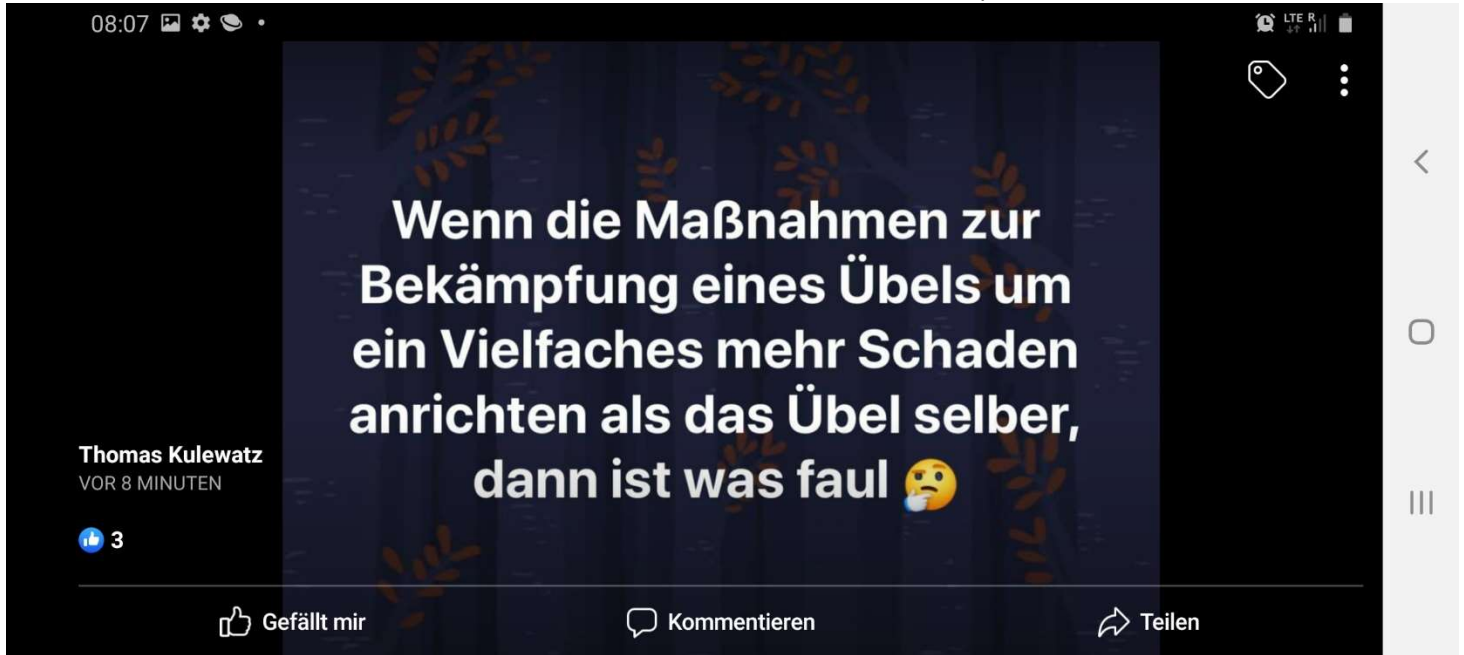 08:07
LTE R
Wenn die Maßnahmen zur
Bekämpfung eines Übels um
ein Vielfaches mehr Schaden
anrichten als das Übel selber,
dann ist was faul 🤔
Thomas Kulewatz
VOR 8 MINUTEN
3
Gefällt mir
Kommentieren
Teilen